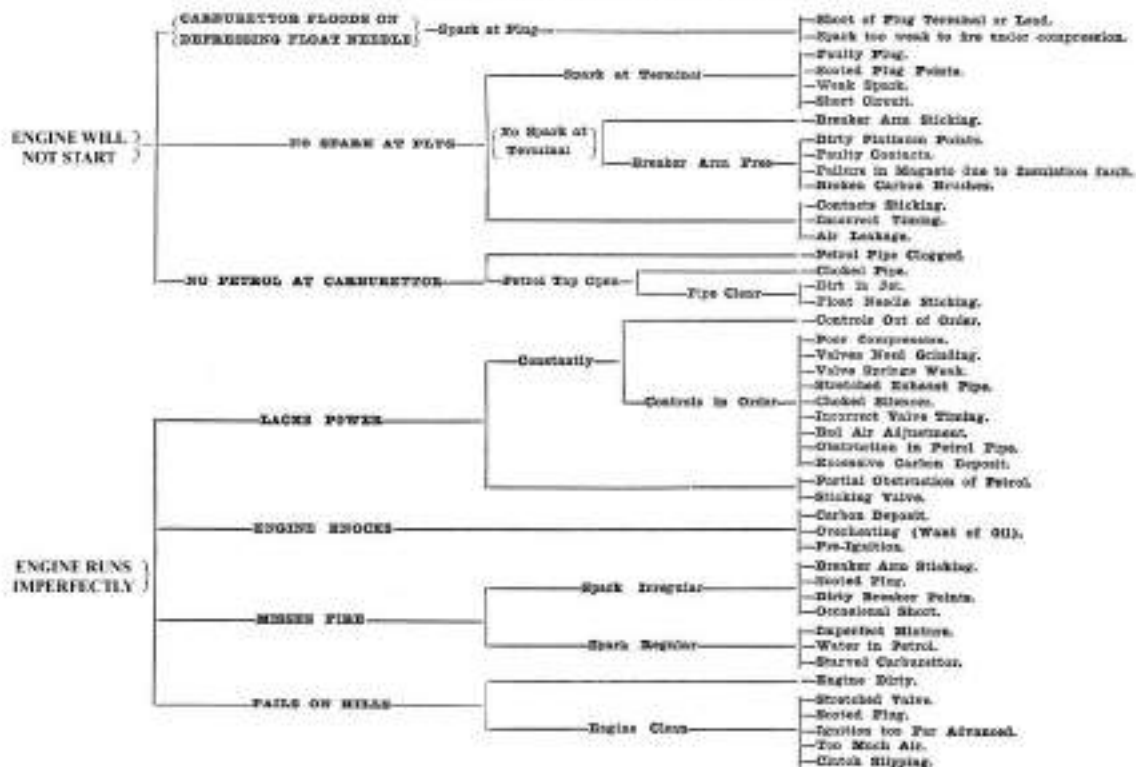 CARBURETTOR FLOODS ON
DEPRESSING FLOAT NEEDLE
Spark at Plug
Short of Plug Terminal or Lead.
Spark too weak to fire under compression.
ENGINE WILL
NOT START
NO SPARK AT PLUG
Spark at Terminal
Faulty Plug.
Sooted Plug Points.
Weak Spark.
Short Circuit.
No Spark at
Terminal
Breaker Arm Sticking.
Breaker Arm Free
Dirty Platinum Points.
Faulty Contacts.
Failure in Magneto due to Insulation fault.
Broken Carbon Brushes.
Contacts Sticking.
Incorrect Timing.
Air Leakage.
NO PETROL AT CARBURETTOR
Petrol Pipe Clogged.
Petrol Tap Open
Choked Pipe.
Pipe Clear
Dirt in Jet.
Float Needle Sticking.
ENGINE RUNS
IMPERFECTLY
LACKS POWER
Constantly
Controls Out of Order.
Controls in Order
Poor Compression.
Valves Need Grinding.
Valve Springs Weak.
Stretched Exhaust Pipe.
Choked Silencer.
Incorrect Valve Timing.
Bad Air Adjustment.
Obstruction in Petrol Pipe.
Excessive Carbon Deposit.
Partial Obstruction of Petrol.
Sticking Valve.
ENGINE KNOCKS
Carbon Deposit.
Overheating (Want of Oil).
Pre-Ignition.
MISSES FIRE
Spark Irregular
Breaker Arm Sticking.
Sooted Plug.
Dirty Breaker Points.
Occasional Short.
Spark Regular
Imperfect Mixture.
Water in Petrol.
Starved Carburettor.
FAILS ON HILLS
Engine Dirty.
Engine Clean
Stretched Valve.
Sooted Plug.
Ignition too Far Advanced.
Too Much Air.
Clutch Slipping.